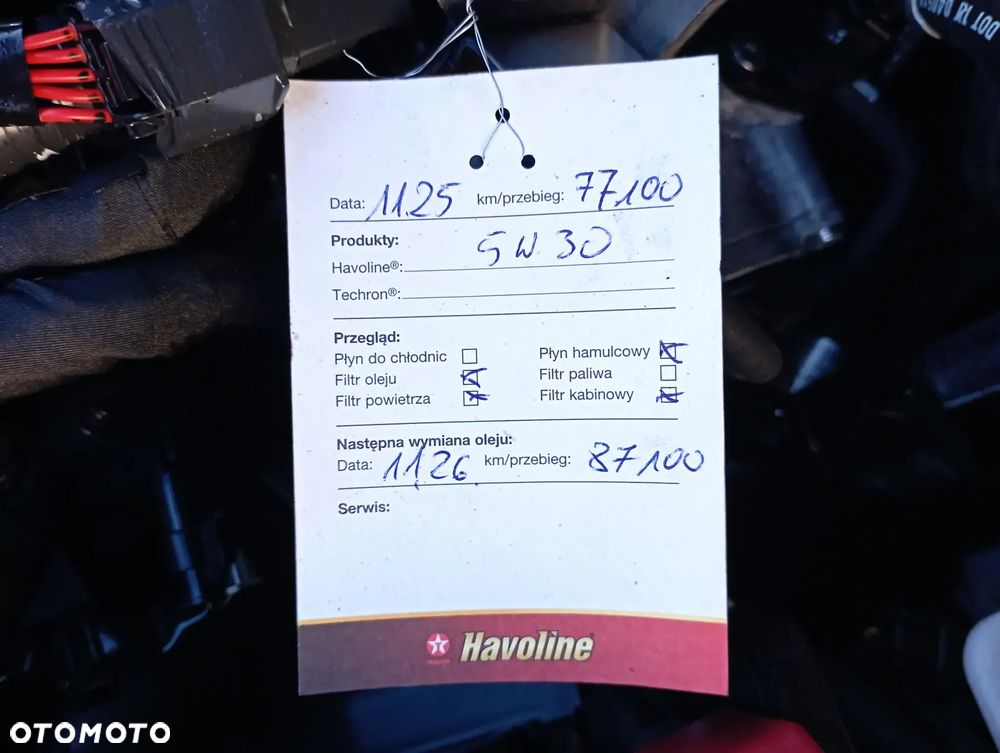 DOT
Data: 11.25 km/przebieg: 77100
Produkty: 5W30
Havoline®:
Techron®:
Przegląd:
Płyn do chłodnic Płyn hamulcowy
Filtr oleju Filtr paliwa
Filtr powietrza Filtr kabinowy
Następna wymiana oleju:
Data: 11.26 km/przebieg: 87100
Serwis:
Havoline
OTOMOTO